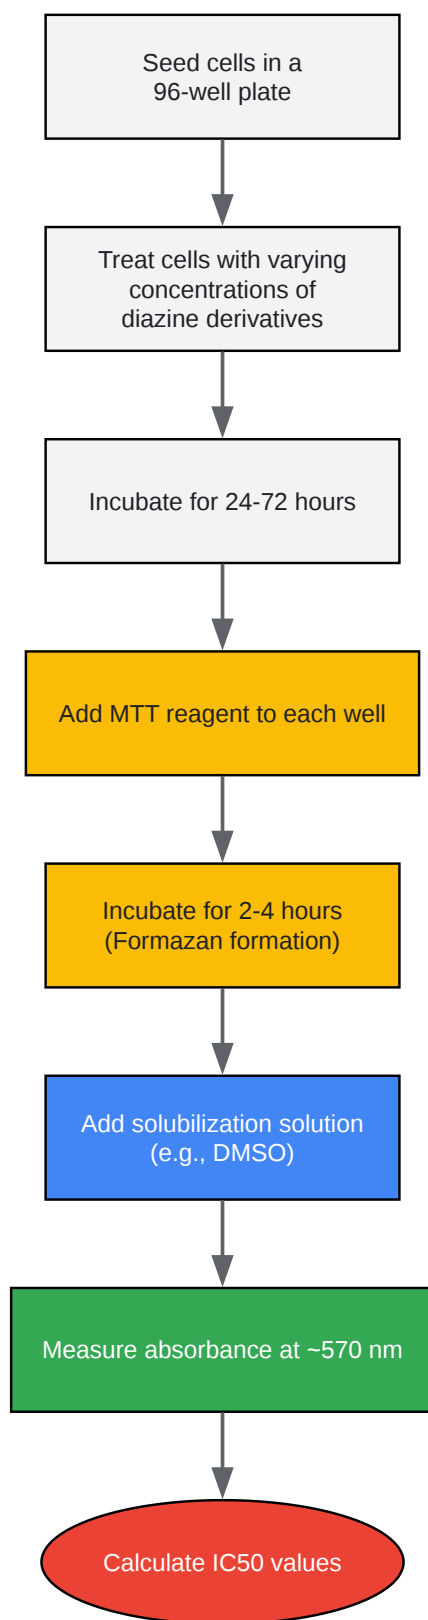 Seed cells in a
96-well plate
Treat cells with varying
concentrations of
diazine derivatives
Incubate for 24-72 hours
Add MTT reagent to each well
Incubate for 2-4 hours
(Formazan formation)
Add solubilization solution
(e.g., DMSO)
Measure absorbance at ~570 nm
Calculate IC50 values